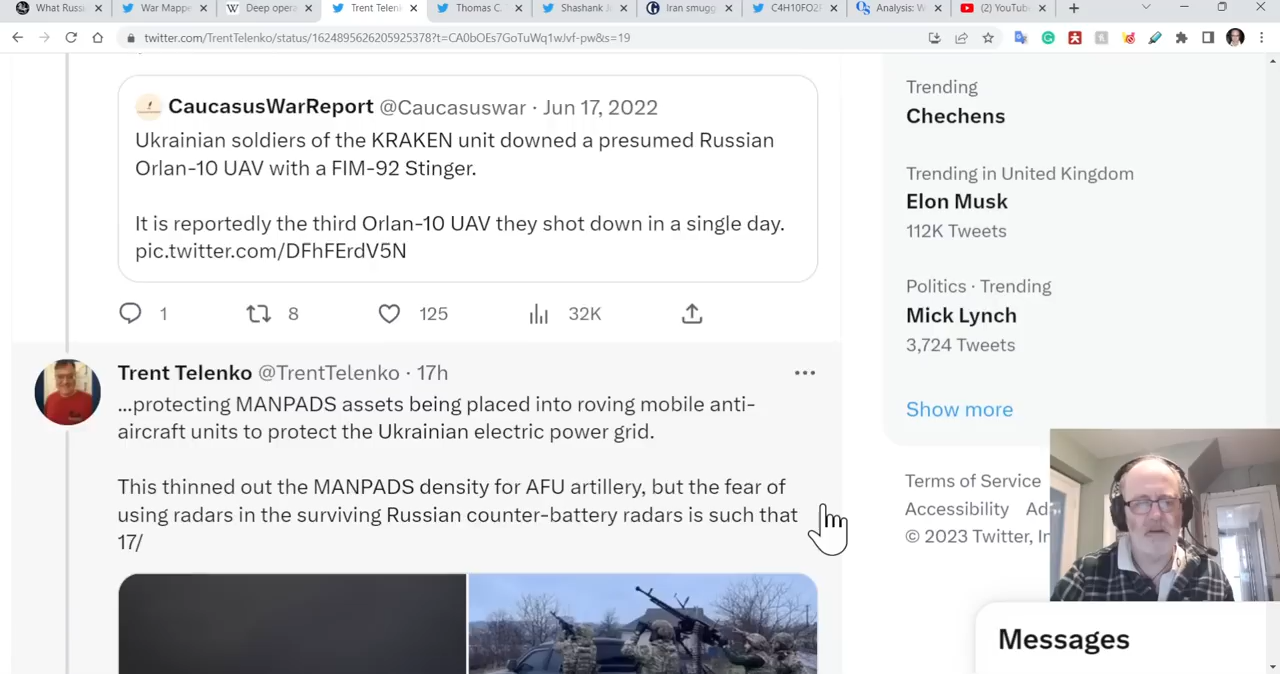 What Russi
War Mappe
Deep opera
Trent Telenk
Thomas C.
Shashank J
Iran smugg
C4H10FO2P
Analysis: W
(2) YouTub
twitter.com/TrentTelenko/status/1624895626205925378?t=CA0bOEs7GoTuWq1wJvf-pw&s=19
CaucasusWarReport @Caucasuswar · Jun 17, 2022
Ukrainian soldiers of the KRAKEN unit downed a presumed Russian
Orlan-10 UAV with a FIM-92 Stinger.
It is reportedly the third Orlan-10 UAV they shot down in a single day.
pic.twitter.com/DFhFErdV5N
1 8 125 32K
Trent Telenko @TrentTelenko · 17h
...protecting MANPADS assets being placed into roving mobile anti-
aircraft units to protect the Ukrainian electric power grid.
This thinned out the MANPADS density for AFU artillery, but the fear of
using radars in the surviving Russian counter-battery radars is such that
17/
Trending
Chechens
Trending in United Kingdom
Elon Musk
112K Tweets
Politics · Trending
Mick Lynch
3,724 Tweets
Show more
Terms of Service
Accessibility Ad
© 2023 Twitter, In
Messages